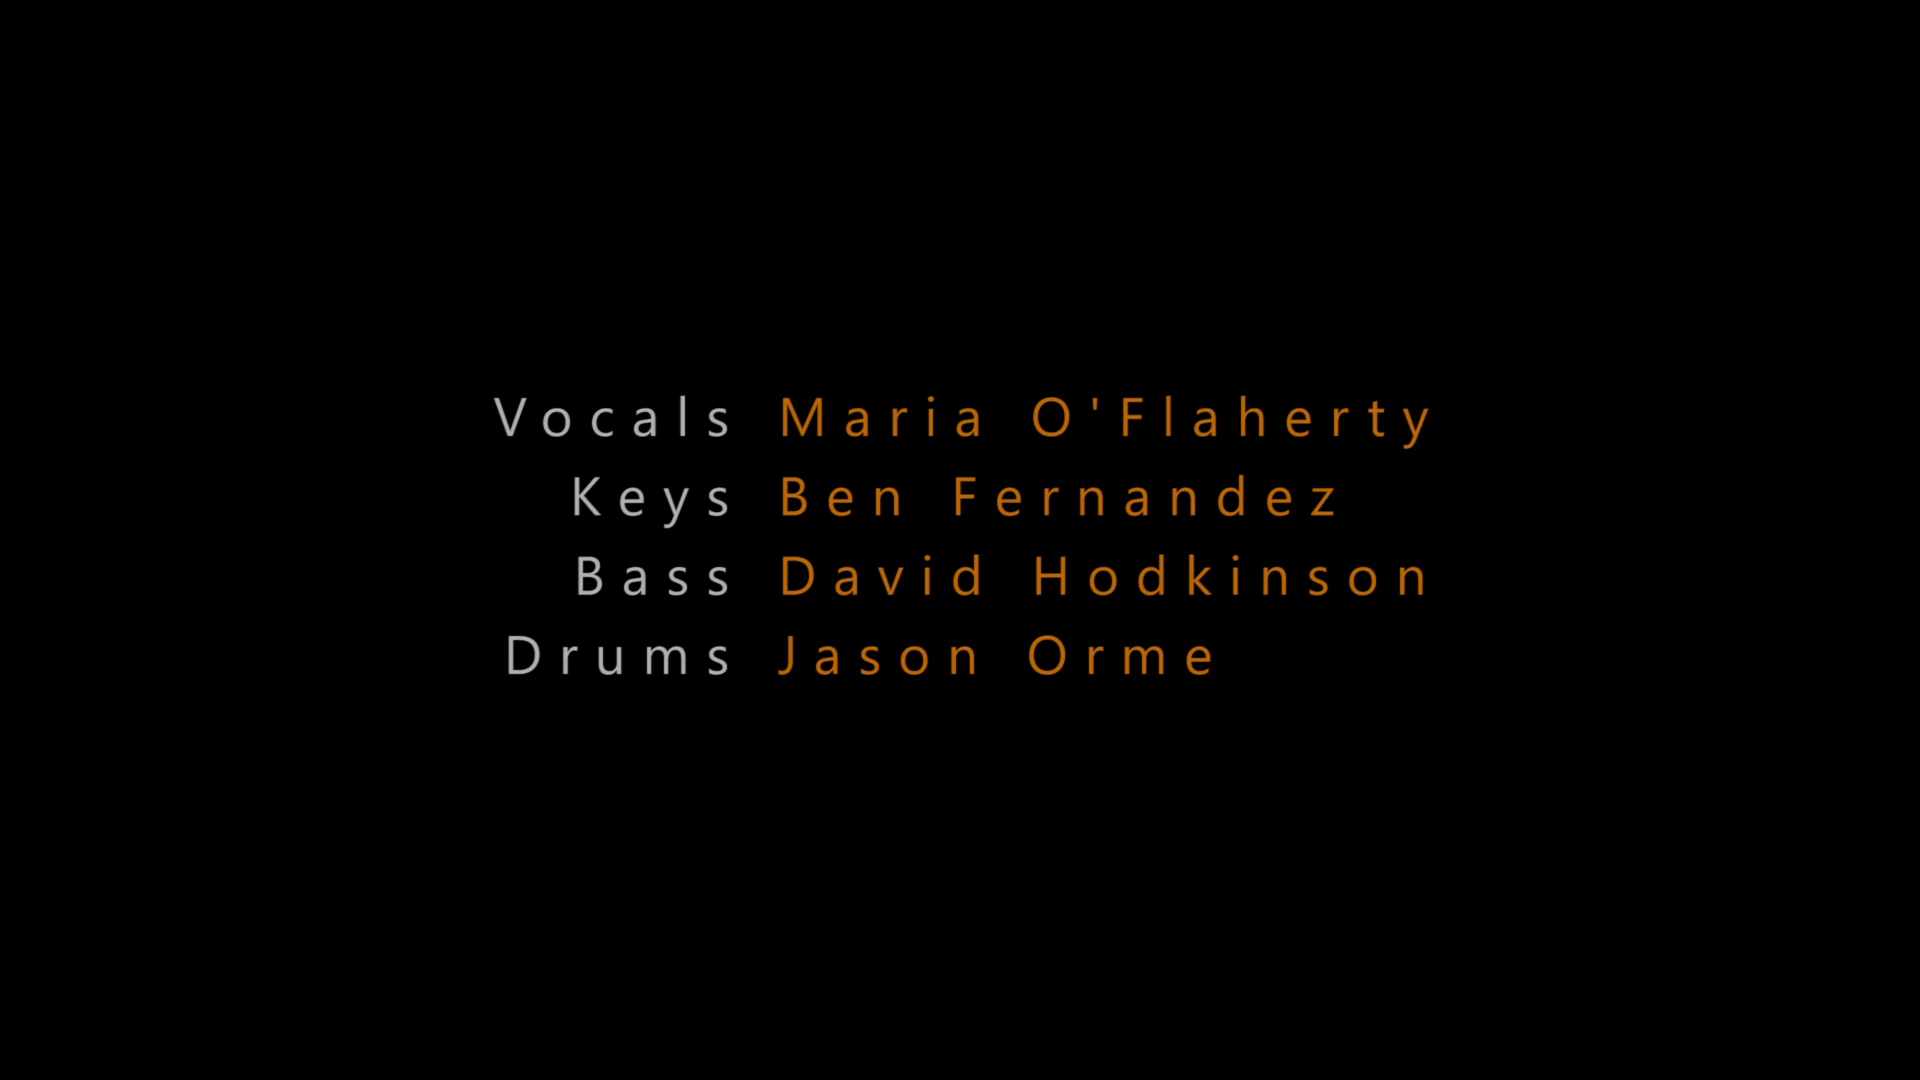 Vocals Maria O'Flaherty
Keys Ben Fernandez
Bass David Hodkinson
Drums Jason Orme